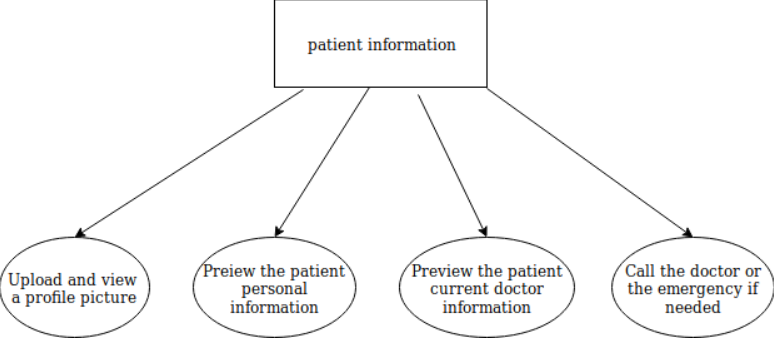 patient information
Upload and view
a profile picture
Preiew the patient
personal
information
Preview the patient
current doctor
information
Call the doctor or
the emergency if
needed